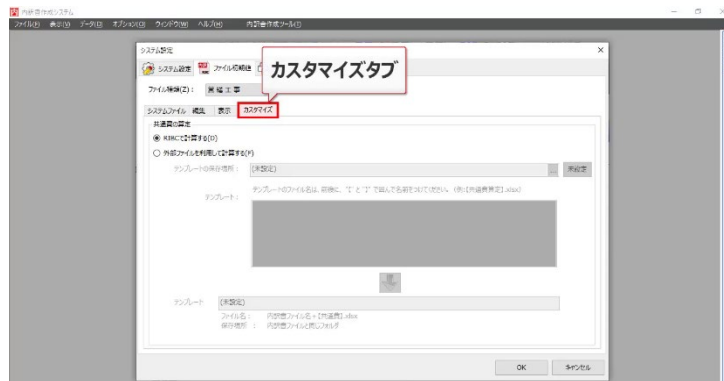 内訳書作成システム
ファイル(F) 表示(V) データ(D) オプション(O) ウィンドウ(W) ヘルプ(H) 内訳書作成ツール(T)
システム設定
カスタマイズタブ
システム設定 ファイル初期値
ファイル種類(Z)：
システムファイル 編集 表示 カスタマイズ
共通費の算定
RIBCで計算する(D)
外部ファイルを利用して計算する(F)
テンプレートの保存場所： (未設定) ... 未設定
テンプレートのファイル名は、前後に、"【" と "】" で囲んで名前をつけてください。 (例:【共通費算定】.xlsx)
テンプレート：
テンプレート (未設定)
ファイル名： 内訳書ファイル名+【共通費】.xlsx
保存場所 ： 内訳書ファイルと同じフォルダ
OK キャンセル